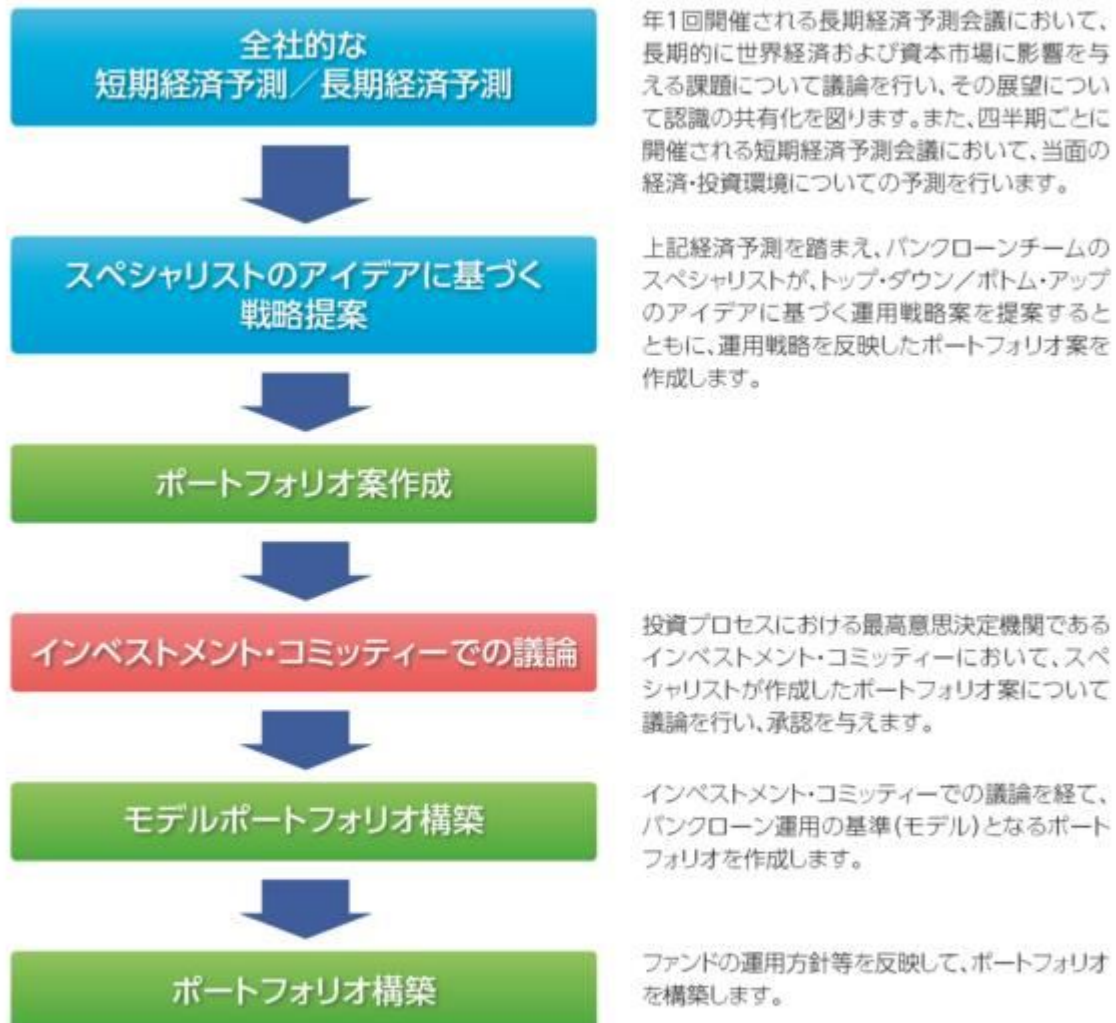 全社的な
短期経済予測／長期経済予測
年1回開催される長期経済予測会議において、
長期的に世界経済および資本市場に影響を与
える課題について議論を行い、その展望につい
て認識の共有化を図ります。また、四半期ごとに
開催される短期経済予測会議において、当面の
経済・投資環境についての予測を行います。
スペシャリストのアイデアに基づく
戦略提案
上記経済予測を踏まえ、バンクローンチームの
スペシャリストが、トップ・ダウン／ボトム・アップ
のアイデアに基づく運用戦略案を提案すると
ともに、運用戦略を反映したポートフォリオ案を
作成します。
ポートフォリオ案作成
インベストメント・コミッティーでの議論
投資プロセスにおける最高意思決定機関である
インベストメント・コミッティーにおいて、スペ
シャリストが作成したポートフォリオ案について
議論を行い、承認を与えます。
モデルポートフォリオ構築
インベストメント・コミッティーでの議論を経て、
バンクローン運用の基準(モデル)となるポート
フォリオを作成します。
ポートフォリオ構築
ファンドの運用方針等を反映して、ポートフォリオ
を構築します。